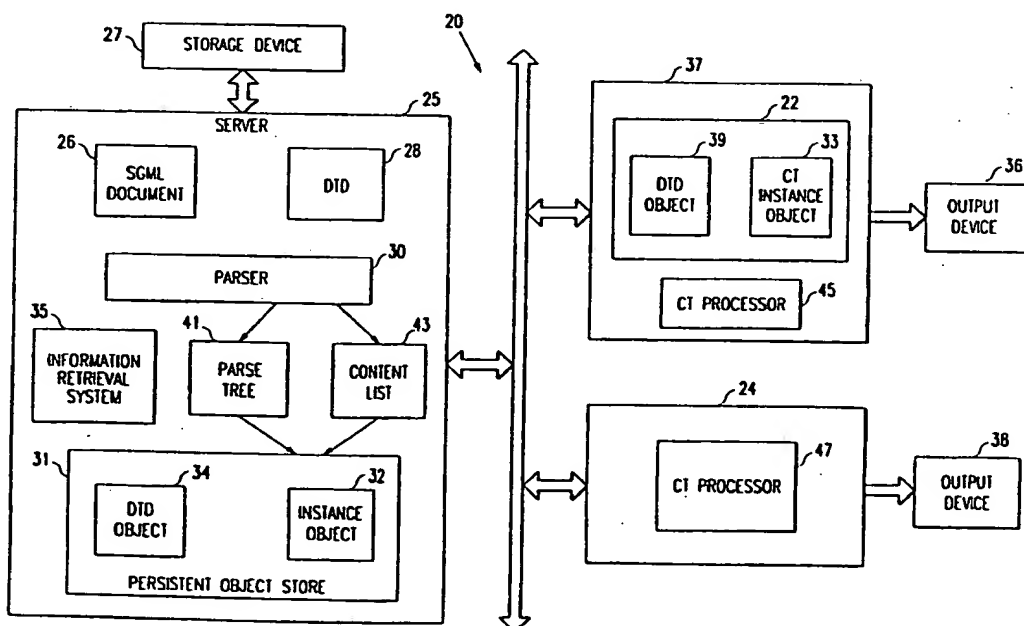 27
STORAGE DEVICE
20
25
SERVER
26
SGML
DOCUMENT
28
DTD
30
PARSER
35
INFORMATION
RETRIEVAL
SYSTEM
41
PARSE
TREE
43
CONTENT
LIST
31
34
DTD
OBJECT
32
INSTANCE
OBJECT
PERSISTENT OBJECT STORE
37
22
39
DTD
OBJECT
33
CT
INSTANCE
OBJECT
45
CT PROCESSOR
36
OUTPUT
DEVICE
24
47
CT PROCESSOR
38
OUTPUT
DEVICE